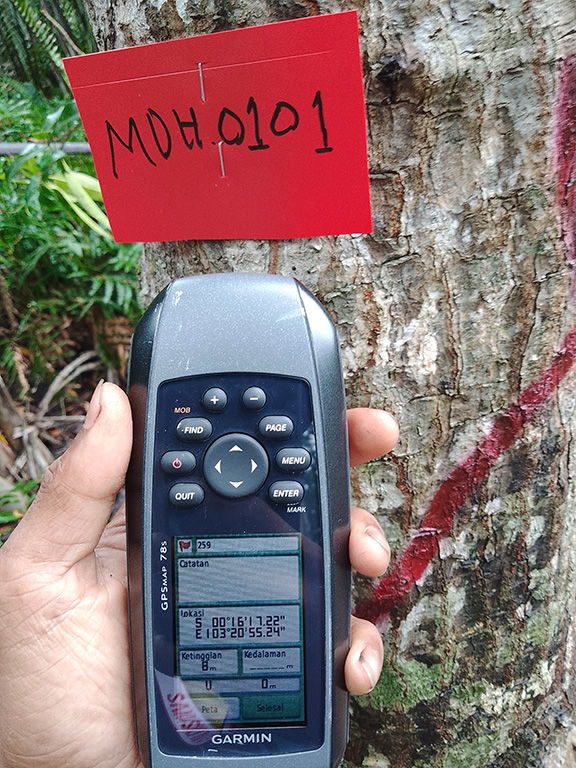 MDH.0101
MOB
+
-
FIND
PAGE
MENU
QUIT
ENTER
MARK
GPSMAP 78s
259
Catatan
Lokasi
S 00°16'17.22"
E 103°20'55.24"
Ketinggian
Kedalaman
8m
_____m
U
0m
Peta
Selesai
GARMIN